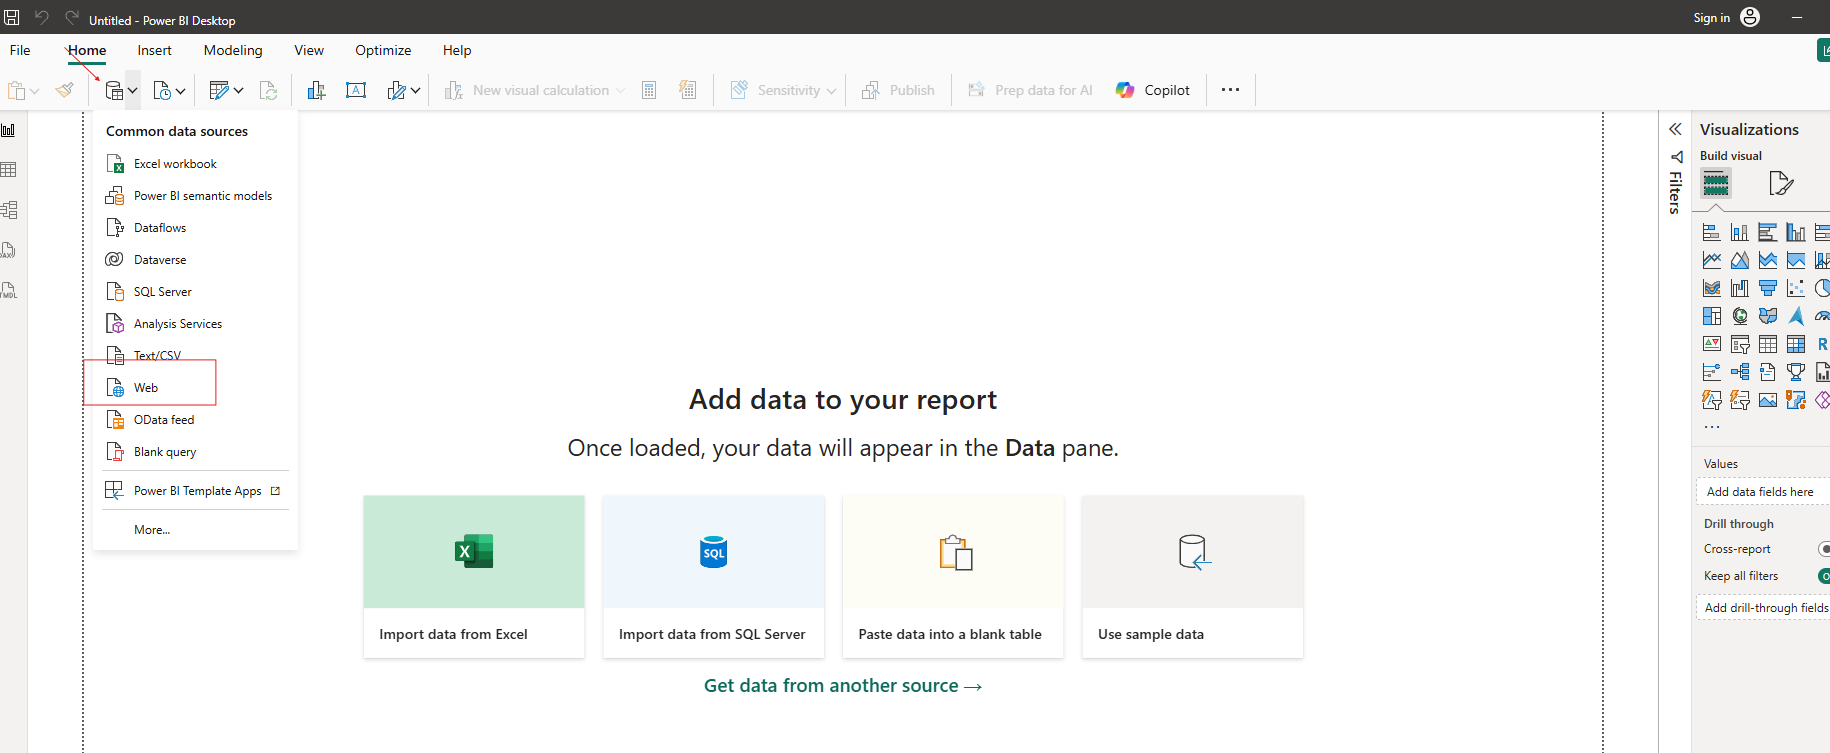 Untitled - Power BI Desktop
Sign in
File Home Insert Modeling View Optimize Help
New visual calculation
Sensitivity
Publish
Prep data for AI
Copilot
Common data sources
Excel workbook
Power BI semantic models
Dataflows
Dataverse
SQL Server
Analysis Services
Text/CSV
Web
OData feed
Blank query
Power BI Template Apps
More...
Add data to your report
Once loaded, your data will appear in the Data pane.
SQL
Import data from Excel
Import data from SQL Server
Paste data into a blank table
Use sample data
Get data from another source →
Filters
Visualizations
Build visual
Values
Add data fields here
Drill through
Cross-report
Keep all filters
Add drill-through fields